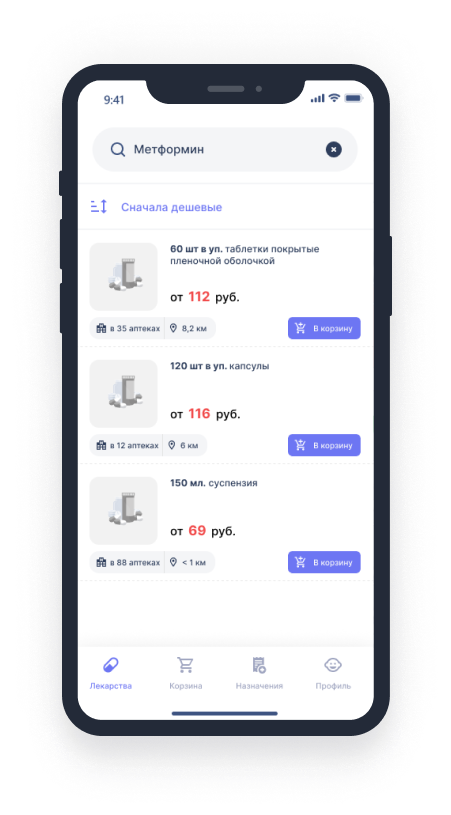 9:41
Метформин
Сначала дешевые
60 шт в уп. таблетки покрытые
пленочной оболочкой
от 112 руб.
в 35 аптеках 8,2 км В корзину
120 шт в уп. капсулы
от 116 руб.
в 12 аптеках 6 км В корзину
150 мл. суспензия
от 69 руб.
в 88 аптеках < 1 км В корзину
Лекарства Корзина Назначения Профиль